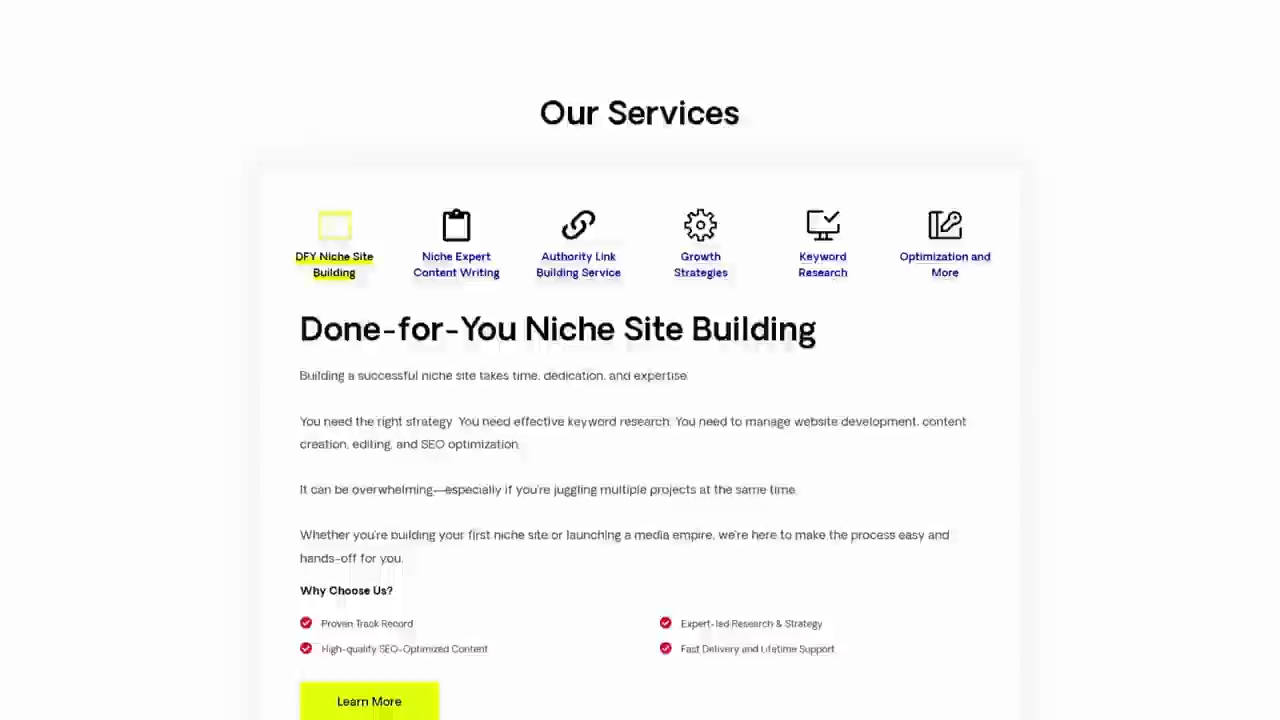 Our Services
DFY Niche Site
Building
Niche Expert
Content Writing
Authority Link
Building Service
Growth
Strategies
Keyword
Research
Optimization and
More
Done-for-You Niche Site Building
Building a successful niche site takes time, dedication, and expertise.
You need the right strategy. You need effective keyword research. You need to manage website development, content
creation, editing, and SEO optimization.
It can be overwhelming—especially if you're juggling multiple projects at the same time.
Whether you're building your first niche site or launching a media empire, we're here to make the process easy and
hands-off for you.
Why Choose Us?
Proven Track Record
Expert-led Research & Strategy
High-quality SEO-Optimized Content
Fast Delivery and Lifetime Support
Learn More